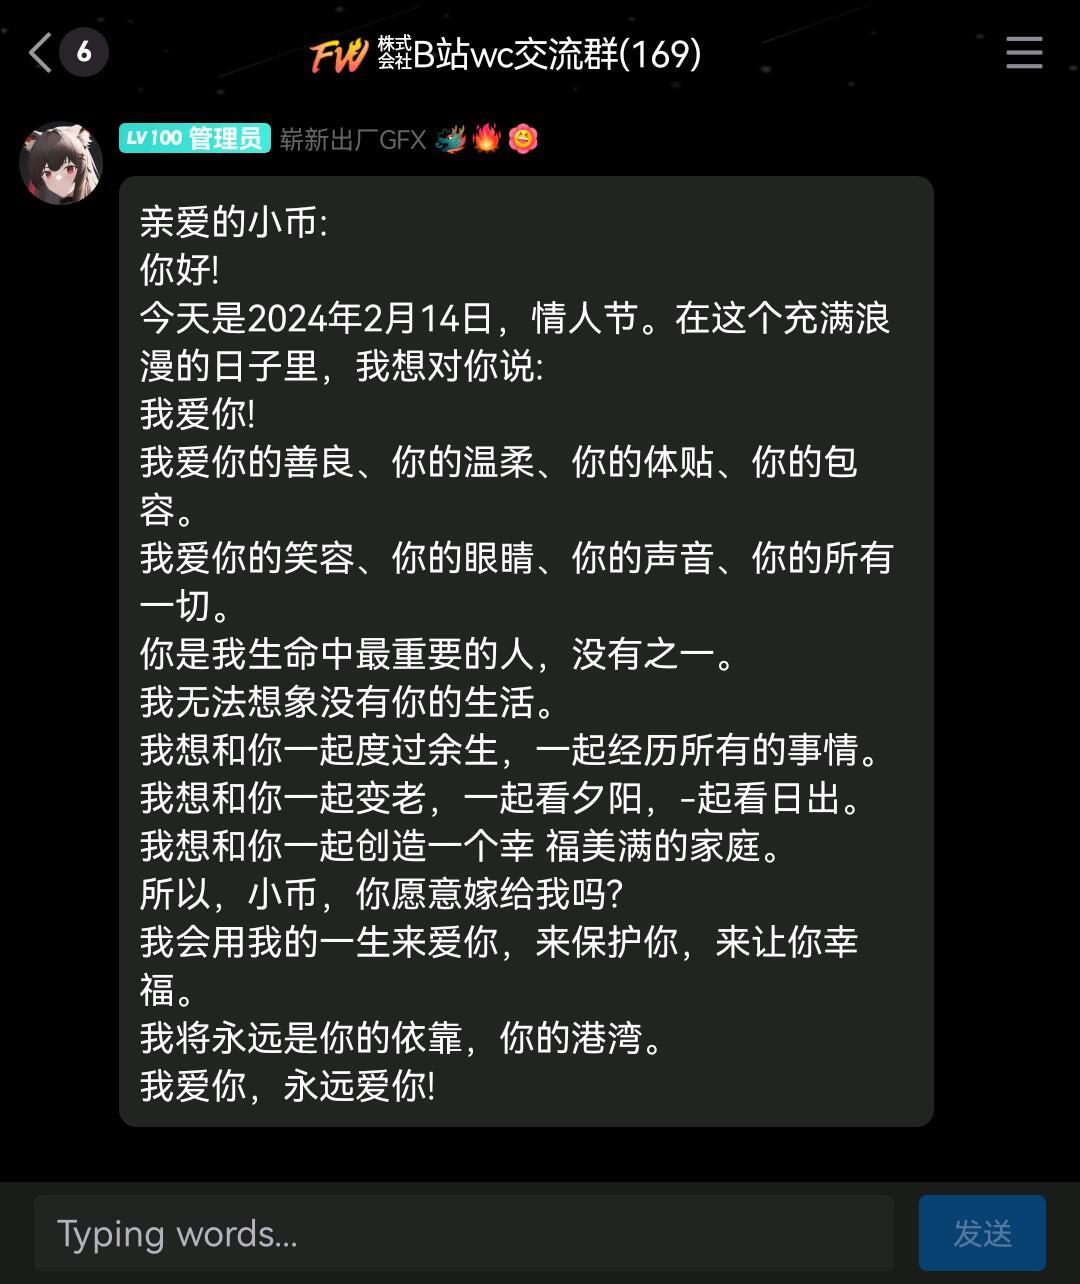 6
FW 株式会社B站wc交流群(169)
LV100 管理员 崭新出厂GFX
亲爱的小币:
你好!
今天是2024年2月14日，情人节。在这个充满浪
漫的日子里，我想对你说:
我爱你!
我爱你的善良、你的温柔、你的体贴、你的包
容。
我爱你的笑容、你的眼睛、你的声音、你的所有
一切。
你是我生命中最重要的人，没有之一。
我无法想象没有你的生活。
我想和你一起度过余生，一起经历所有的事情。
我想和你一起变老，一起看夕阳，-起看日出。
我想和你一起创造一个幸 福美满的家庭。
所以，小币，你愿意嫁给我吗?
我会用我的一生来爱你，来保护你，来让你幸
福。
我将永远是你的依靠，你的港湾。
我爱你，永远爱你!
Typing words...
发送